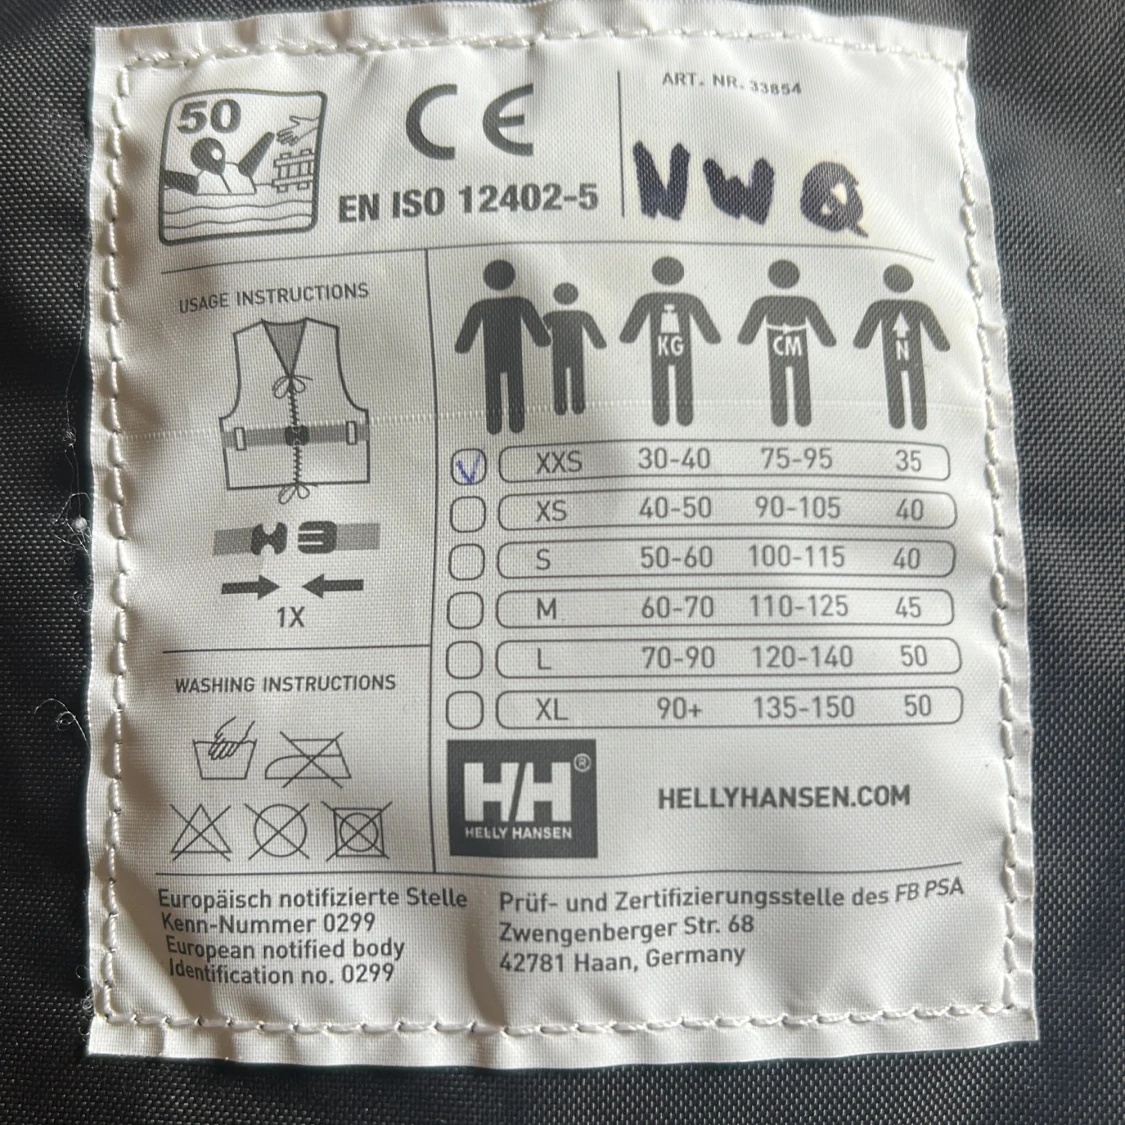 50
CE
EN ISO 12402-5
ART. NR. 33854
NWQ
USAGE INSTRUCTIONS
1X
KG
CM
N
XXS 30-40 75-95 35
XS 40-50 90-105 40
S 50-60 100-115 40
M 60-70 110-125 45
L 70-90 120-140 50
XL 90+ 135-150 50
WASHING INSTRUCTIONS
HH®
HELLY HANSEN
HELLYHANSEN.COM
Europäisch notifizierte Stelle
Kenn-Nummer 0299
European notified body
Identification no. 0299
Prüf- und Zertifizierungsstelle des FB PSA
Zwengenberger Str. 68
42781 Haan, Germany